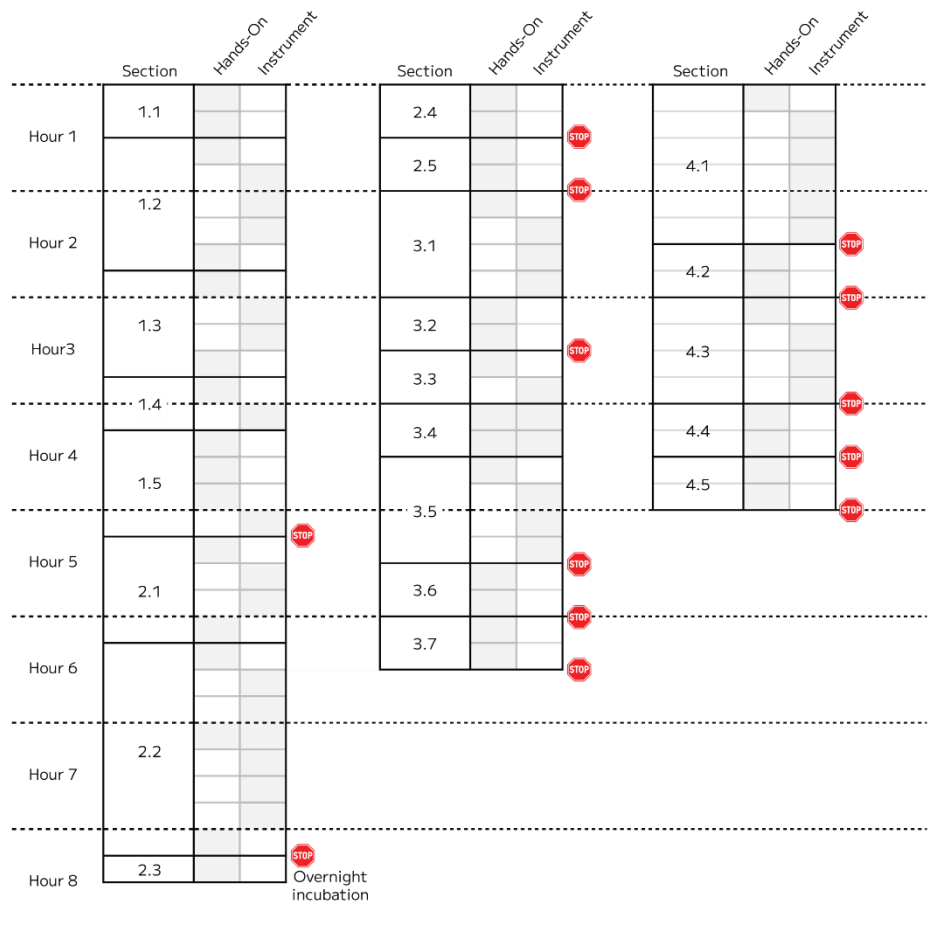 Section Hands-On Instrument
Section Hands-On Instrument
Section Hands-On Instrument
Hour 1
Hour 2
Hour3
Hour 4
Hour 5
Hour 6
Hour 7
Hour 8
1.1
1.2
1.3
1.4
1.5
STOP
2.1
2.2
STOP
2.3
Overnight
incubation
2.4
STOP
2.5
STOP
3.1
3.2
STOP
3.3
3.4
3.5
STOP
3.6
STOP
3.7
STOP
4.1
STOP
4.2
STOP
4.3
STOP
4.4
STOP
4.5
STOP